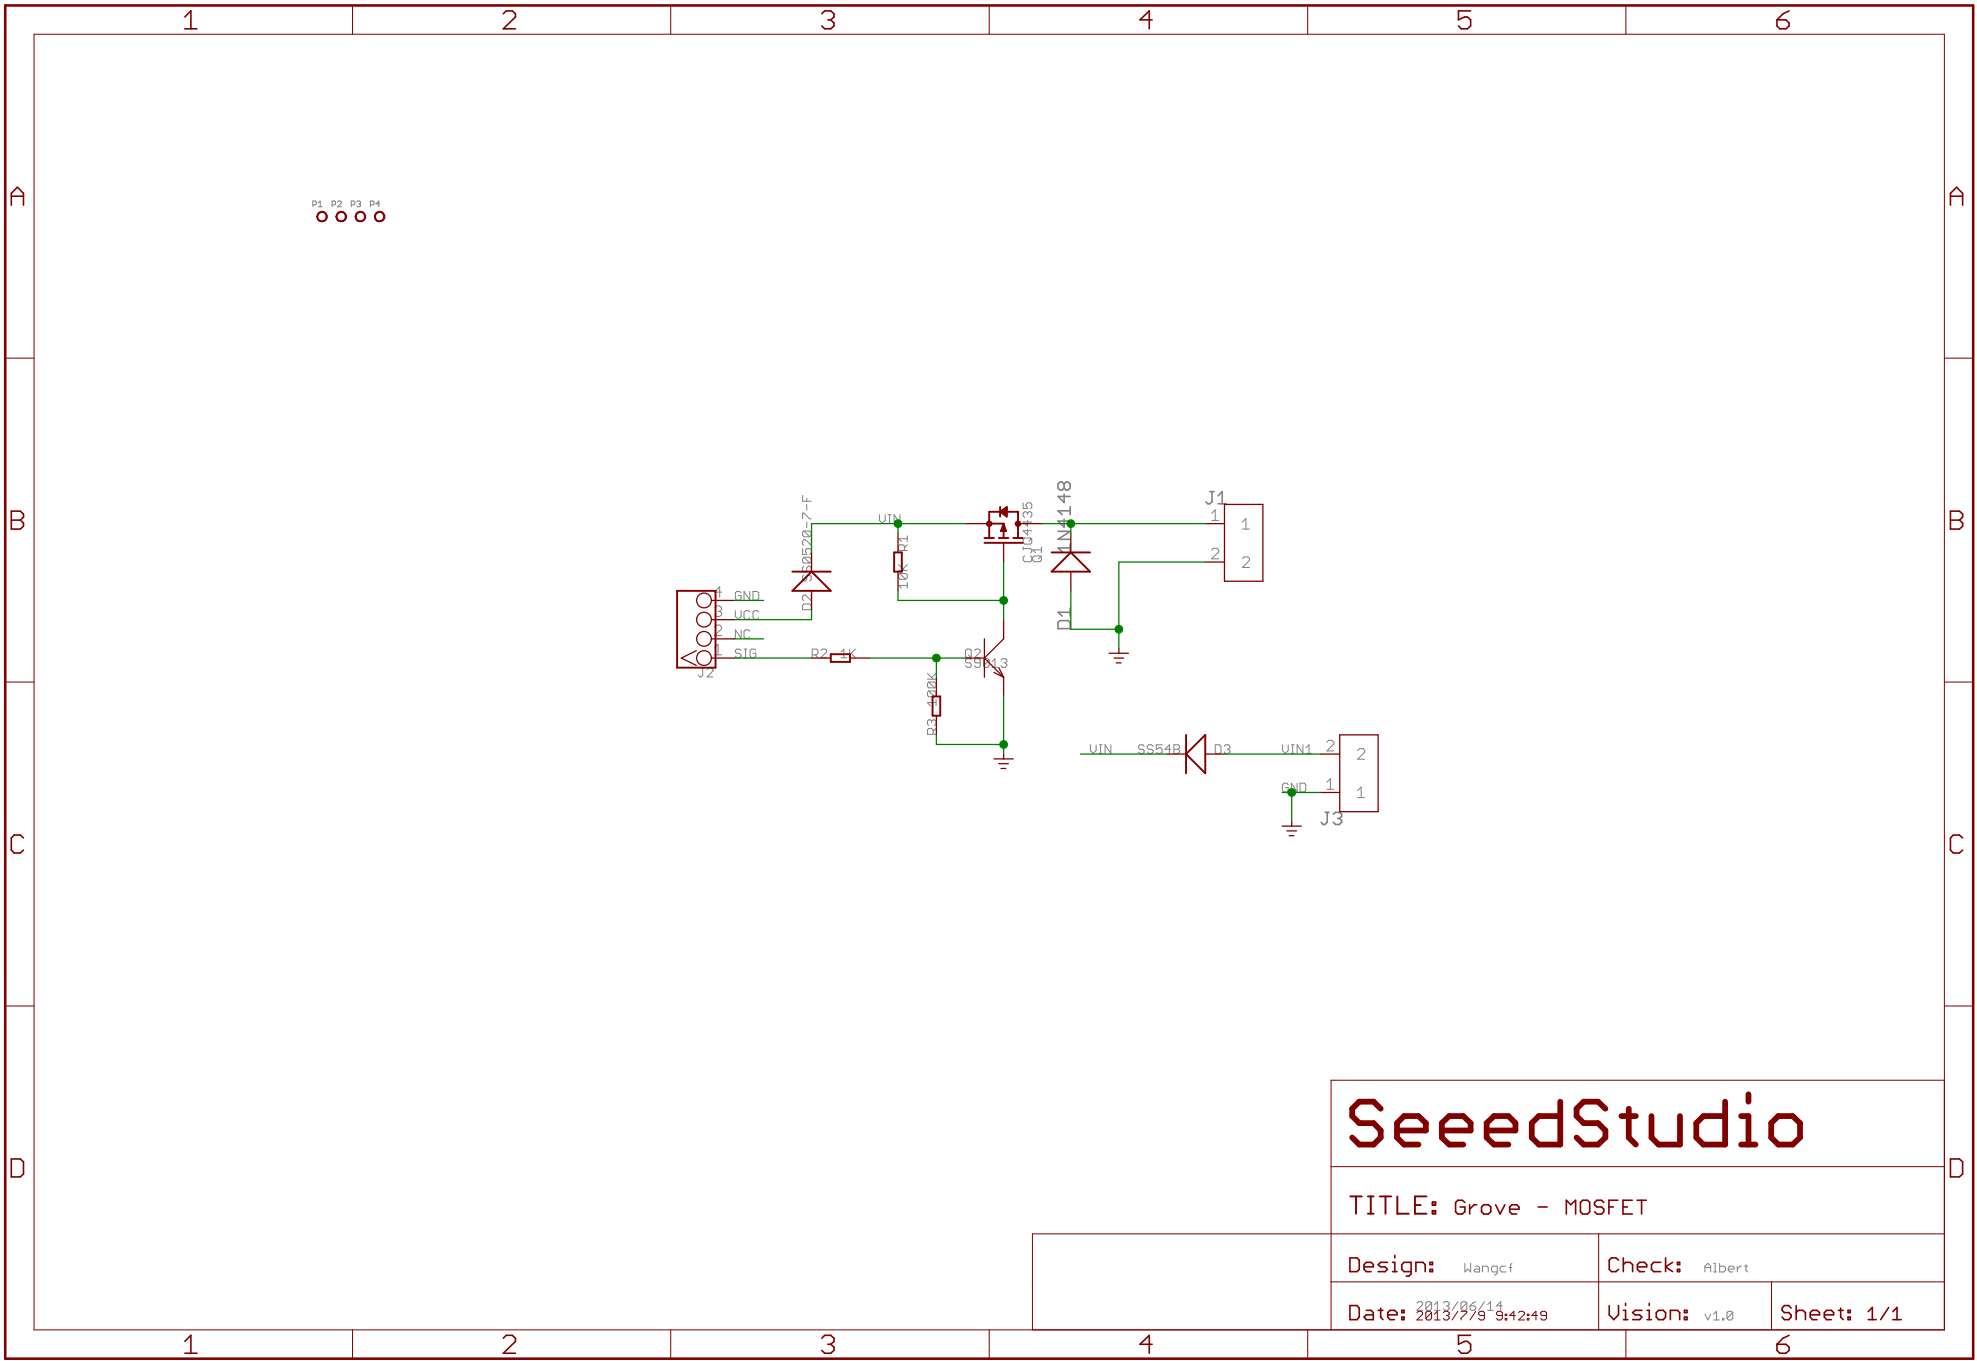 1 2 3 4 5 6
A A
P1 P2 P3 P4
B B
J1
1 1
2 2
VIN
SS0520-7-F
D2
R1
10K
CJQ4435
Q1
1N4148
D1
4 GND
3 VCC
2 NC
1 SIG
J2
R2 1K
Q2
S9013
R3 100K
VIN SS54B D3 VIN1 2 2
GND 1 1
J3
C C
SeeedStudio
D D
TITLE: Grove - MOSFET
Design: Wangcf Check: Albert
Date: 2013/06/14
2013/7/9 9:42:49 Vision: v1.0 Sheet: 1/1
1 2 3 4 5 6